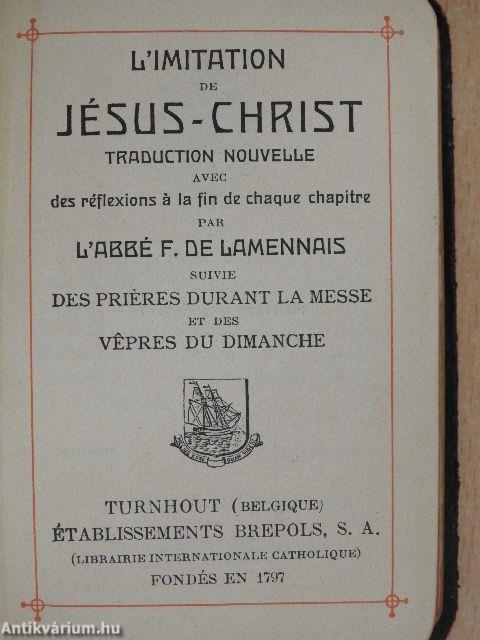 L'IMITATION
DE
JÉSUS-CHRIST
TRADUCTION NOUVELLE
AVEC
des réflexions à la fin de chaque chapitre
PAR
L'ABBÉ F. DE LAMENNAIS
SUIVIE
DES PRIÈRES DURANT LA MESSE
ET DES
VÊPRES DU DIMANCHE
TURNHOUT (BELGIQUE)
ÉTABLISSEMENTS BREPOLS, S. A.
(LIBRAIRIE INTERNATIONALE CATHOLIQUE)
FONDÉS EN 1797
Antikvárium.hu